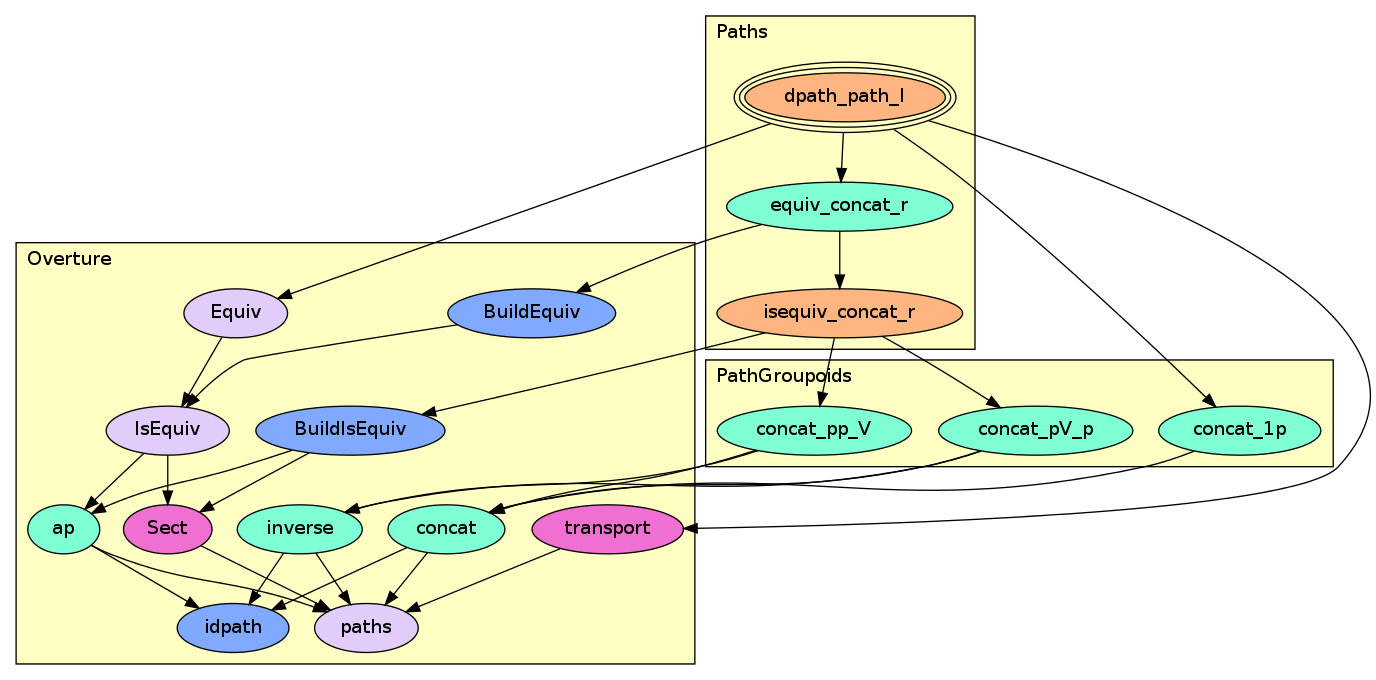 Paths
dpath_path_l
equiv_concat_r
Overture
Equiv
BuildEquiv
isequiv_concat_r
PathGroupoids
IsEquiv
BuildIsEquiv
concat_pp_V
concat_pV_p
concat_1p
ap
Sect
inverse
concat
transport
idpath
paths